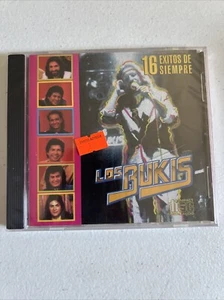 16 EXITOS DE
SIEMPRE
LOS BUKIS